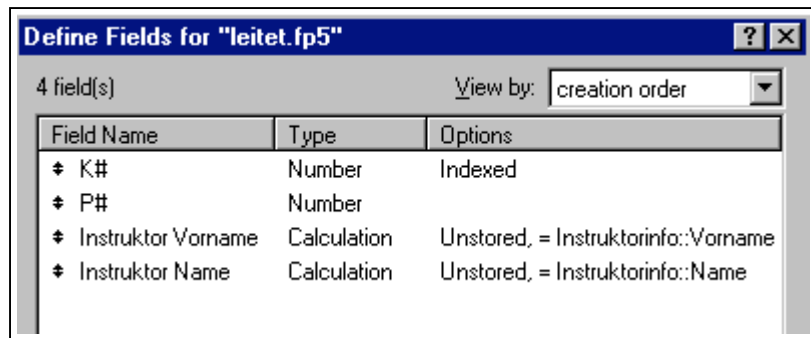 Define Fields for "leitet.fp5"
4 field(s) View by: creation order
Field Name Type Options
K# Number Indexed
P# Number
Instruktor Vorname Calculation Unstored, = Instruktorinfo::Vorname
Instruktor Name Calculation Unstored, = Instruktorinfo::Name